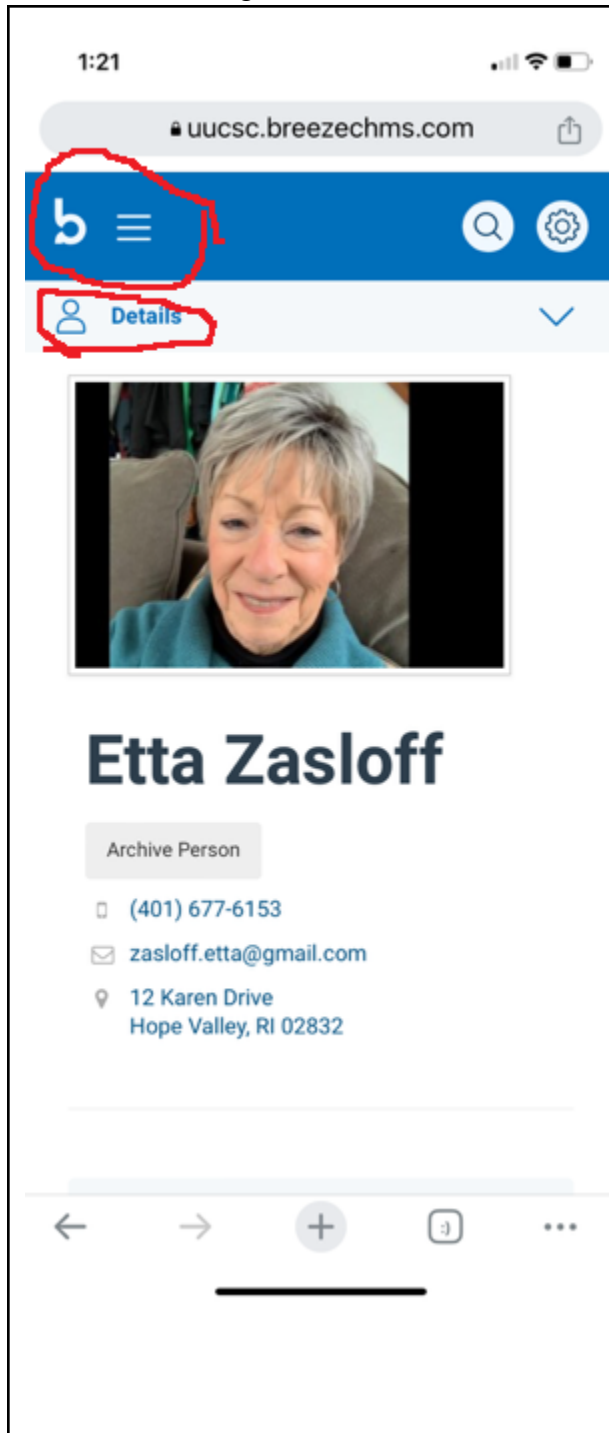 1:21
uucsc.breezechms.com
b
Details
Etta Zasloff
Archive Person
(401) 677-6153
zasloff.etta@gmail.com
12 Karen Drive
Hope Valley, RI 02832
:)